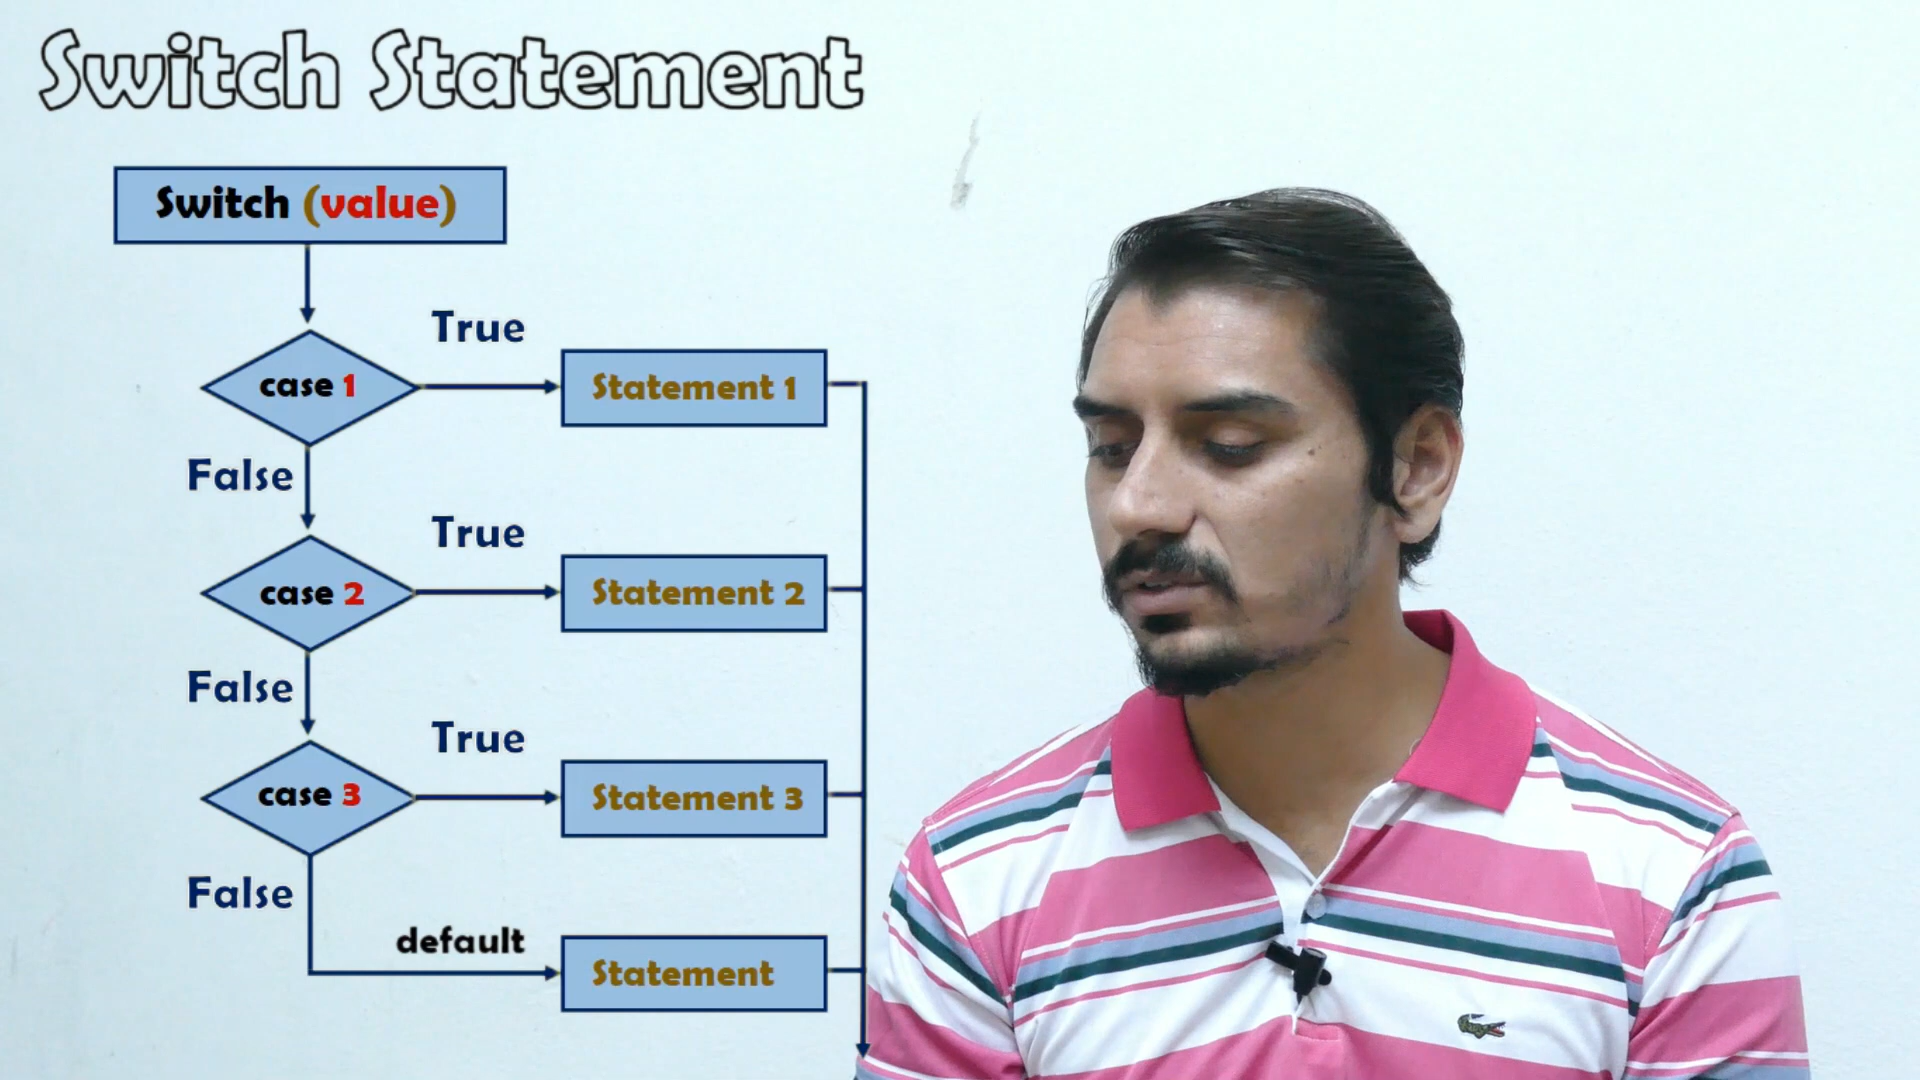 Switch Statement
Switch (value)
True
case 1
Statement 1
False
True
case 2
Statement 2
False
True
case 3
Statement 3
False
default
Statement